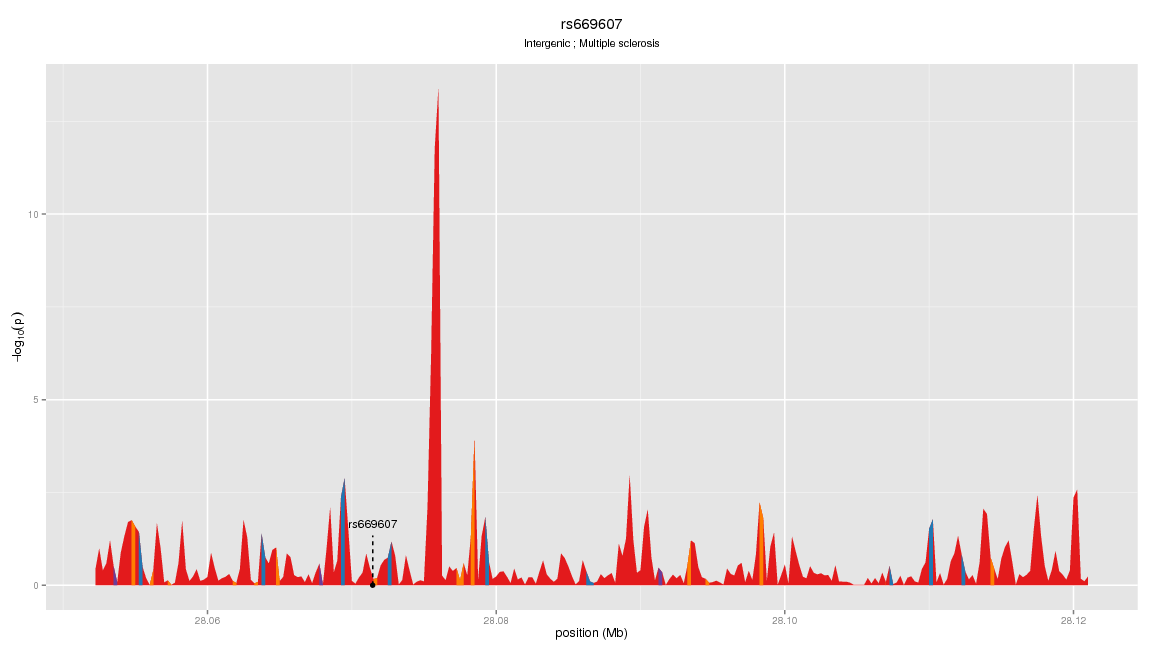 rs669607
Intergenic ; Multiple sclerosis
10
5
0
−log10(p)
rs669607
28.06
28.08
28.10
28.12
position (Mb)